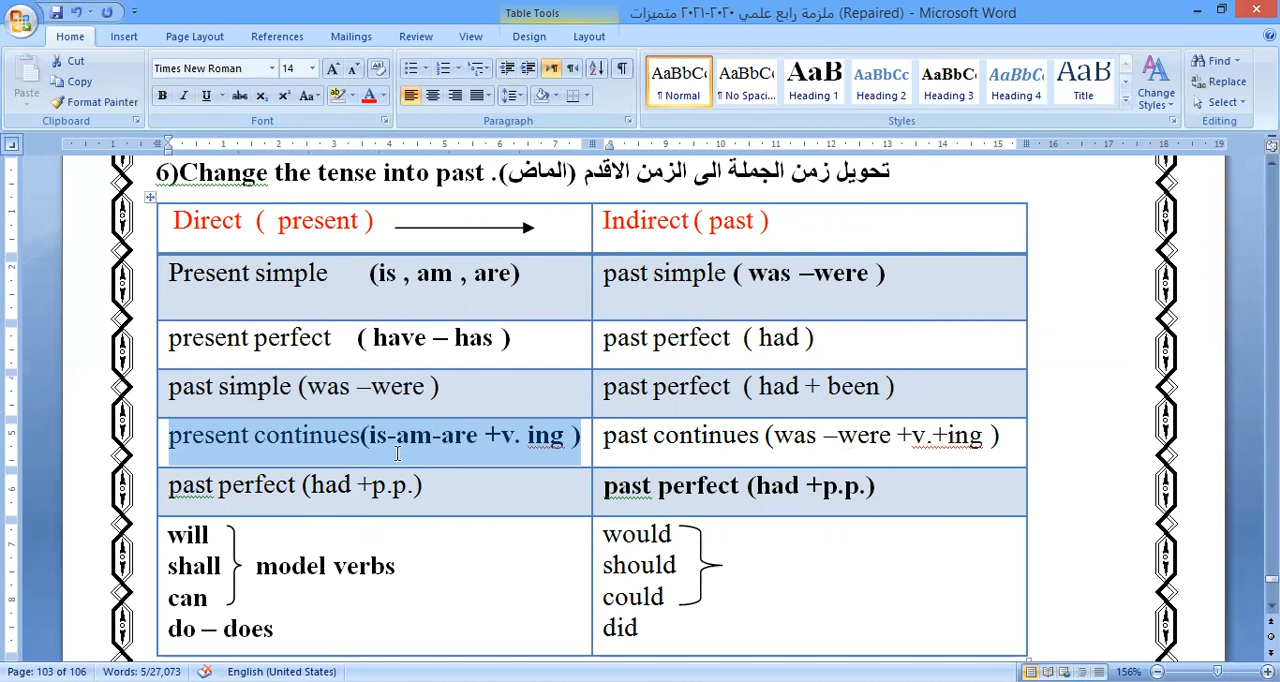 ملزمة رابع علمي ٢٠٢٠-٢٠٢١ متميزات (Repaired) - Microsoft Word
Table Tools
Home Insert Page Layout References Mailings Review View Design Layout
Paste
Cut
Copy
Format Painter
Clipboard
Times New Roman 14
Font
Paragraph
AaBbCc AaBbCc AaB AaBbCc AaBbCc AaBbCc AaB
¶ Normal ¶ No Spaci... Heading 1 Heading 2 Heading 3 Heading 4 Title
Change Styles
Styles
Find
Replace
Select
Editing
6)Change the tense into past .(الماض) تحويل زمن الجملة الى الزمن الاقدم
Direct ( present ) Indirect ( past )
Present simple (is , am , are) past simple ( was –were )
present perfect ( have – has ) past perfect ( had )
past simple (was –were ) past perfect ( had + been )
present continues(is-am-are +v. ing ) past continues (was –were +v.+ing )
past perfect (had +p.p.) past perfect (had +p.p.)
will would
shall model verbs should
can could
do – does did
Page: 103 of 106 Words: 5/27,073 English (United States) 156%